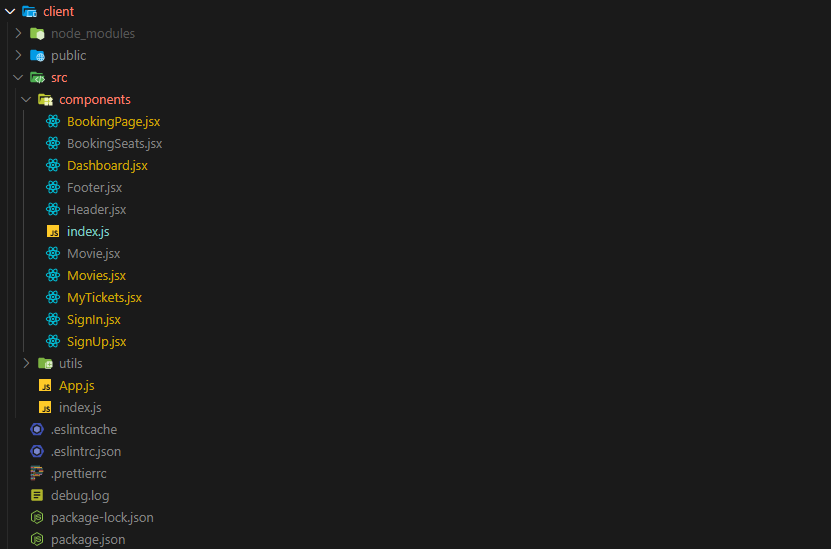 client
node_modules
public
src
components
BookingPage.jsx
BookingSeats.jsx
Dashboard.jsx
Footer.jsx
Header.jsx
index.js
Movie.jsx
Movies.jsx
MyTickets.jsx
SignIn.jsx
SignUp.jsx
utils
App.js
index.js
.eslintcache
.eslintrc.json
.prettierrc
debug.log
package-lock.json
package.json